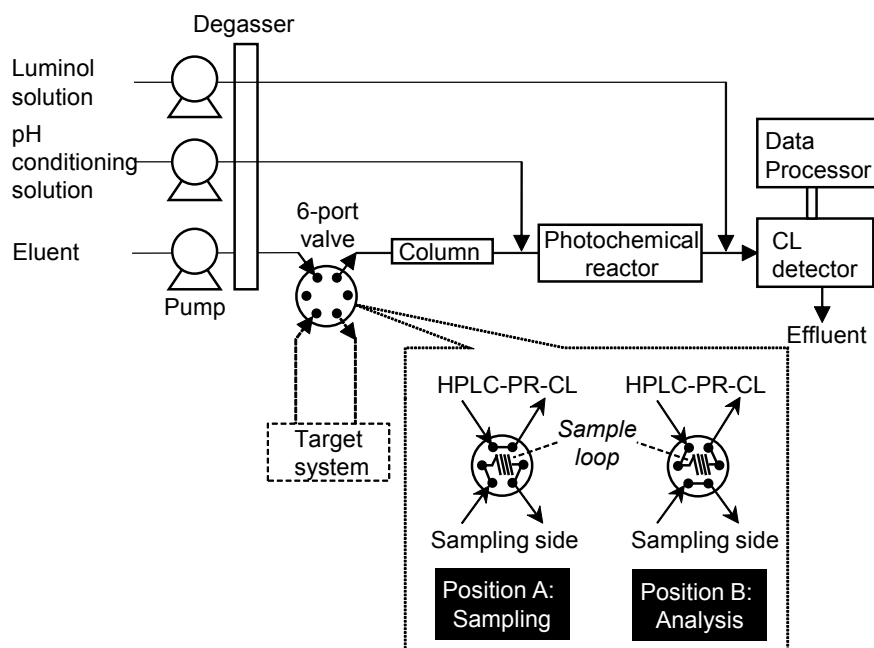 Degasser
Luminol
solution
pH
conditioning
solution
Eluent
Pump
6-port
valve
Column
Photochemical
reactor
Data
Processor
CL
detector
Effluent
Target
system
HPLC-PR-CL
HPLC-PR-CL
Sample
loop
Sampling side
Sampling side
Position A:
Sampling
Position B:
Analysis